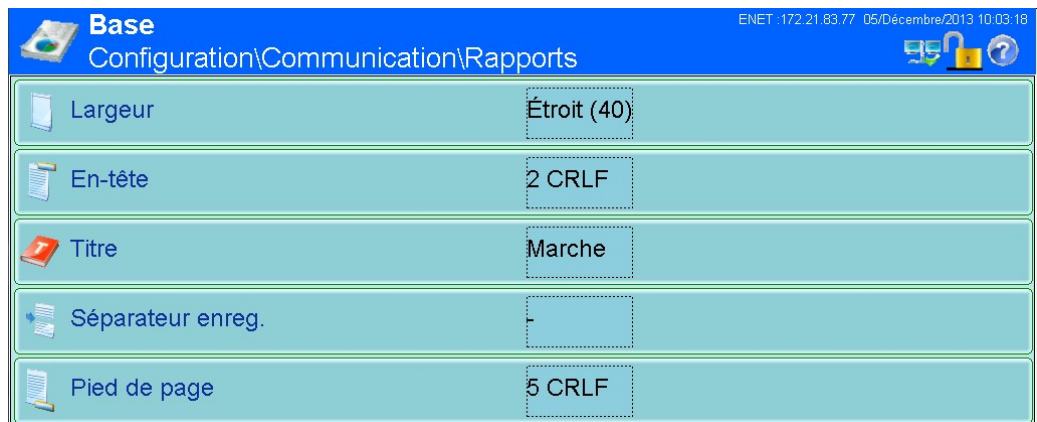 Base
ENET :172.21.83.77 05/Décembre/2013 10:03:18
Configuration\Communication\Rapports
Largeur Étroit (40)
En-tête 2 CRLF
Titre Marche
Séparateur enreg. -
Pied de page 5 CRLF